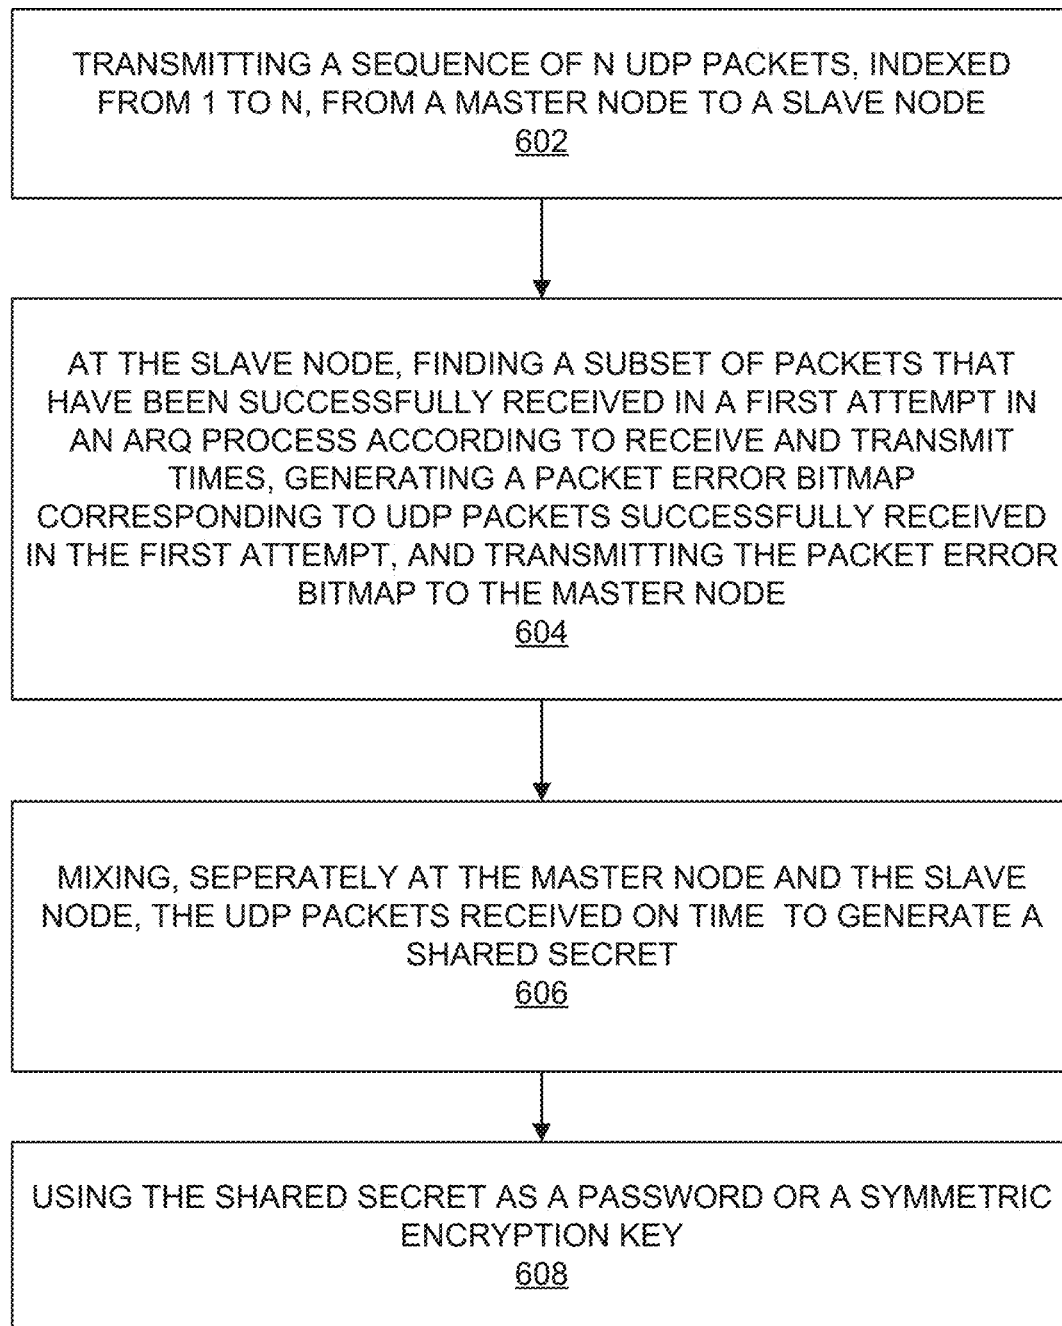 TRANSMITTING A SEQUENCE OF N UDP PACKETS, INDEXED
FROM 1 TO N, FROM A MASTER NODE TO A SLAVE NODE
602
AT THE SLAVE NODE, FINDING A SUBSET OF PACKETS THAT
HAVE BEEN SUCCESSFULLY RECEIVED IN A FIRST ATTEMPT IN
AN ARQ PROCESS ACCORDING TO RECEIVE AND TRANSMIT
TIMES, GENERATING A PACKET ERROR BITMAP
CORRESPONDING TO UDP PACKETS SUCCESSFULLY RECEIVED
IN THE FIRST ATTEMPT, AND TRANSMITTING THE PACKET ERROR
BITMAP TO THE MASTER NODE
604
MIXING, SEPERATELY AT THE MASTER NODE AND THE SLAVE
NODE, THE UDP PACKETS RECEIVED ON TIME TO GENERATE A
SHARED SECRET
606
USING THE SHARED SECRET AS A PASSWORD OR A SYMMETRIC
ENCRYPTION KEY
608